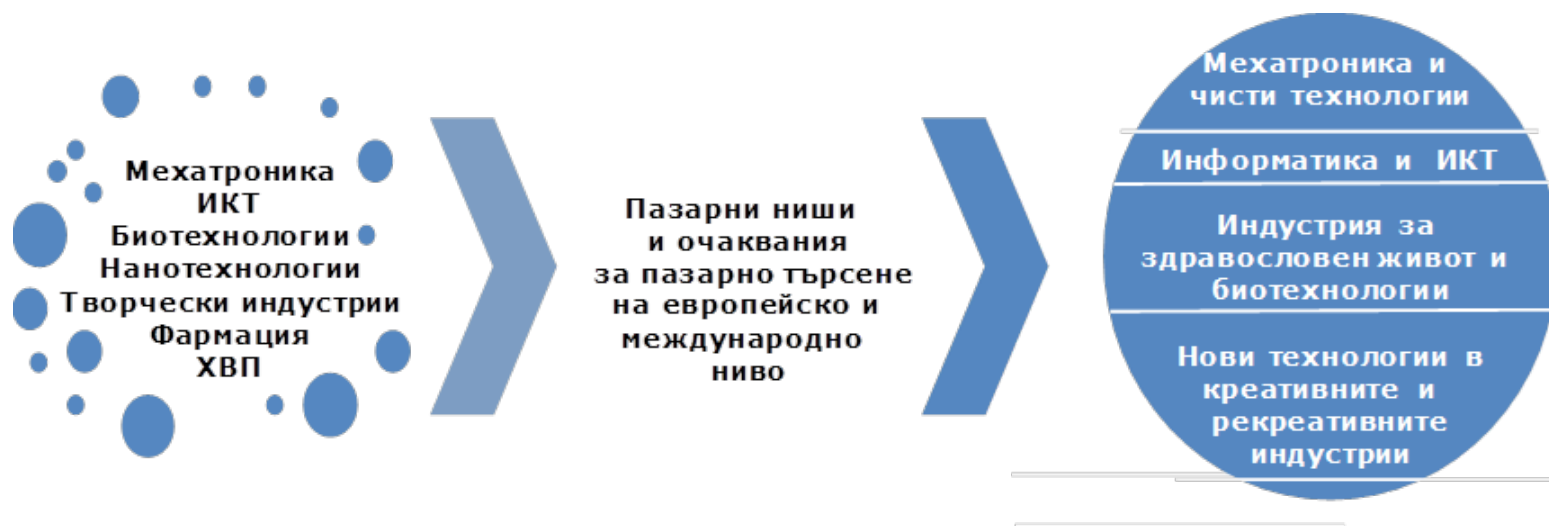 Мехатроника
ИКТ
Биотехнологии
Нанотехнологии
Творчески индустрии
Фармация
ХВП
Пазарни ниши
и очаквания
за пазарно търсене
на европейско и
международно
ниво
Мехатроника и
чисти технологии
Информатика и ИКТ
Индустрия за
здравословен живот и
биотехнологии
Нови технологии в
креативните и
рекреативните
индустрии